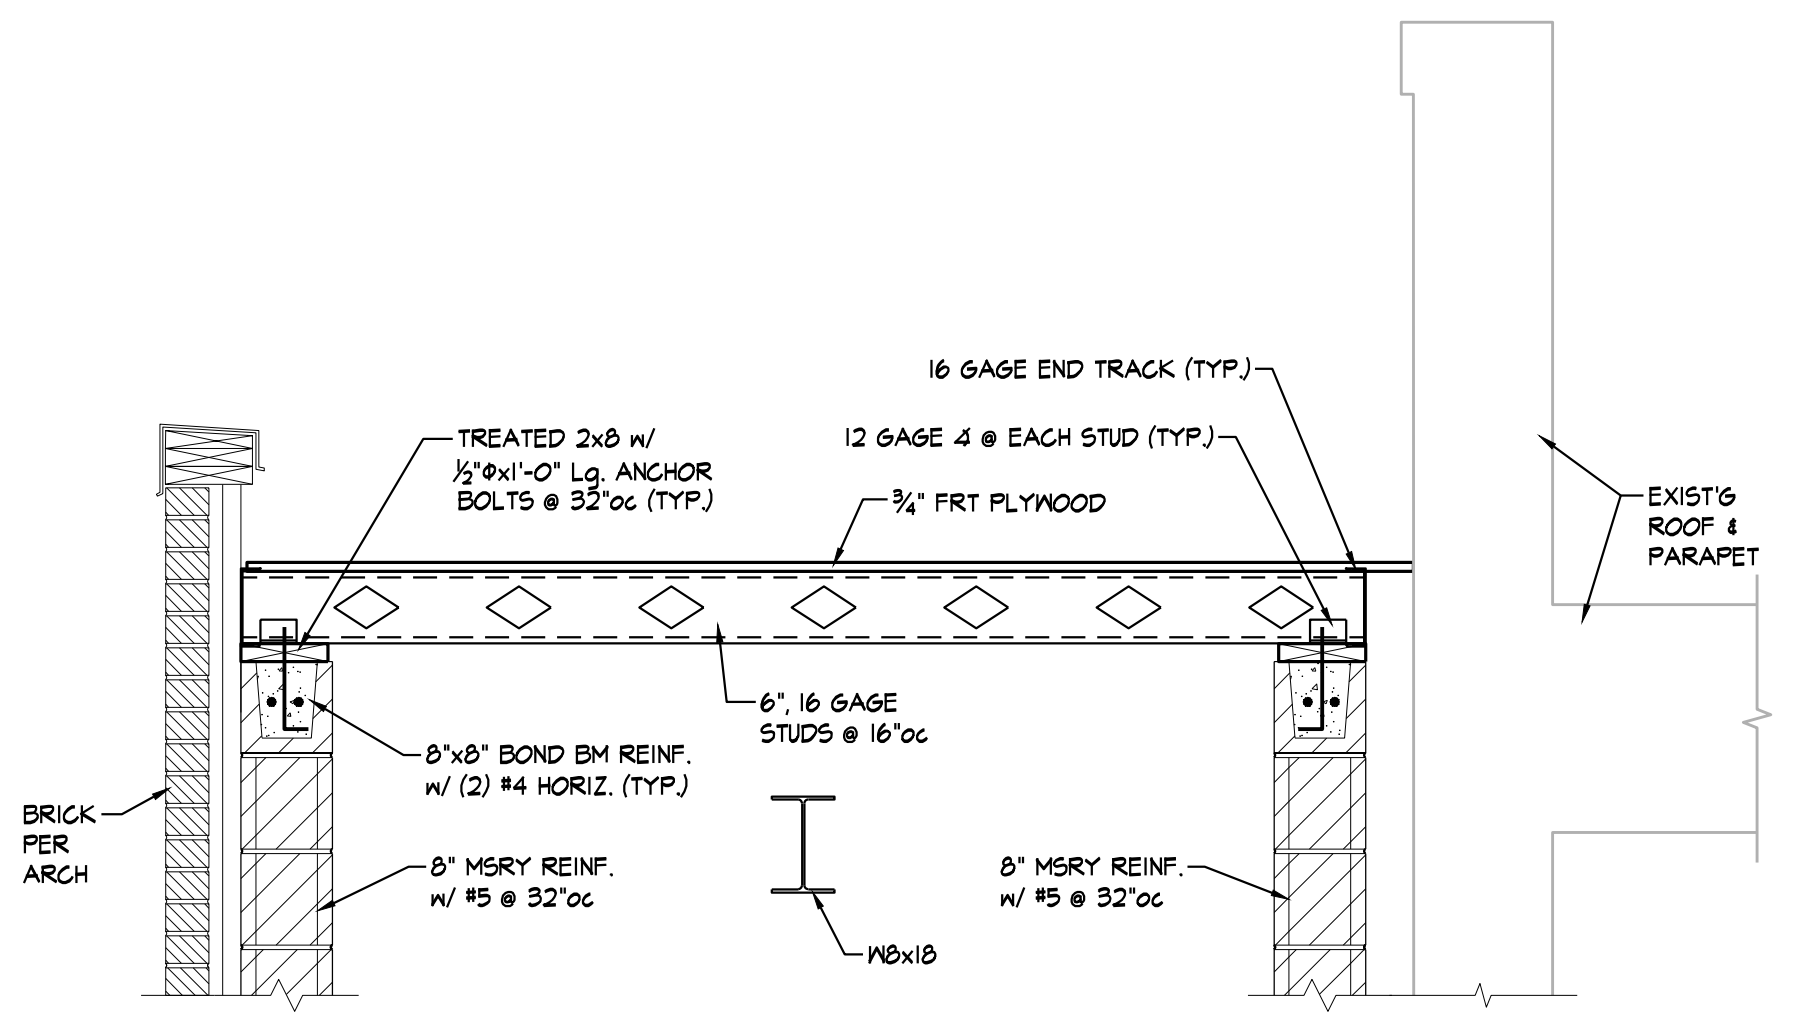 16 GAGE END TRACK (TYP.)
TREATED 2x8 w/
½"Φx1'-0" Lg. ANCHOR
BOLTS @ 32"oc (TYP.)
12 GAGE ∡ @ EACH STUD (TYP.)
¾" FRT PLYWOOD
EXIST'G
ROOF &
PARAPET
6", 16 GAGE
STUDS @ 16"oc
8"x8" BOND BM REINF.
w/ (2) #4 HORIZ. (TYP.)
BRICK
PER
ARCH
8" MSRY REINF.
w/ #5 @ 32"oc
8" MSRY REINF.
w/ #5 @ 32"oc
W8x18